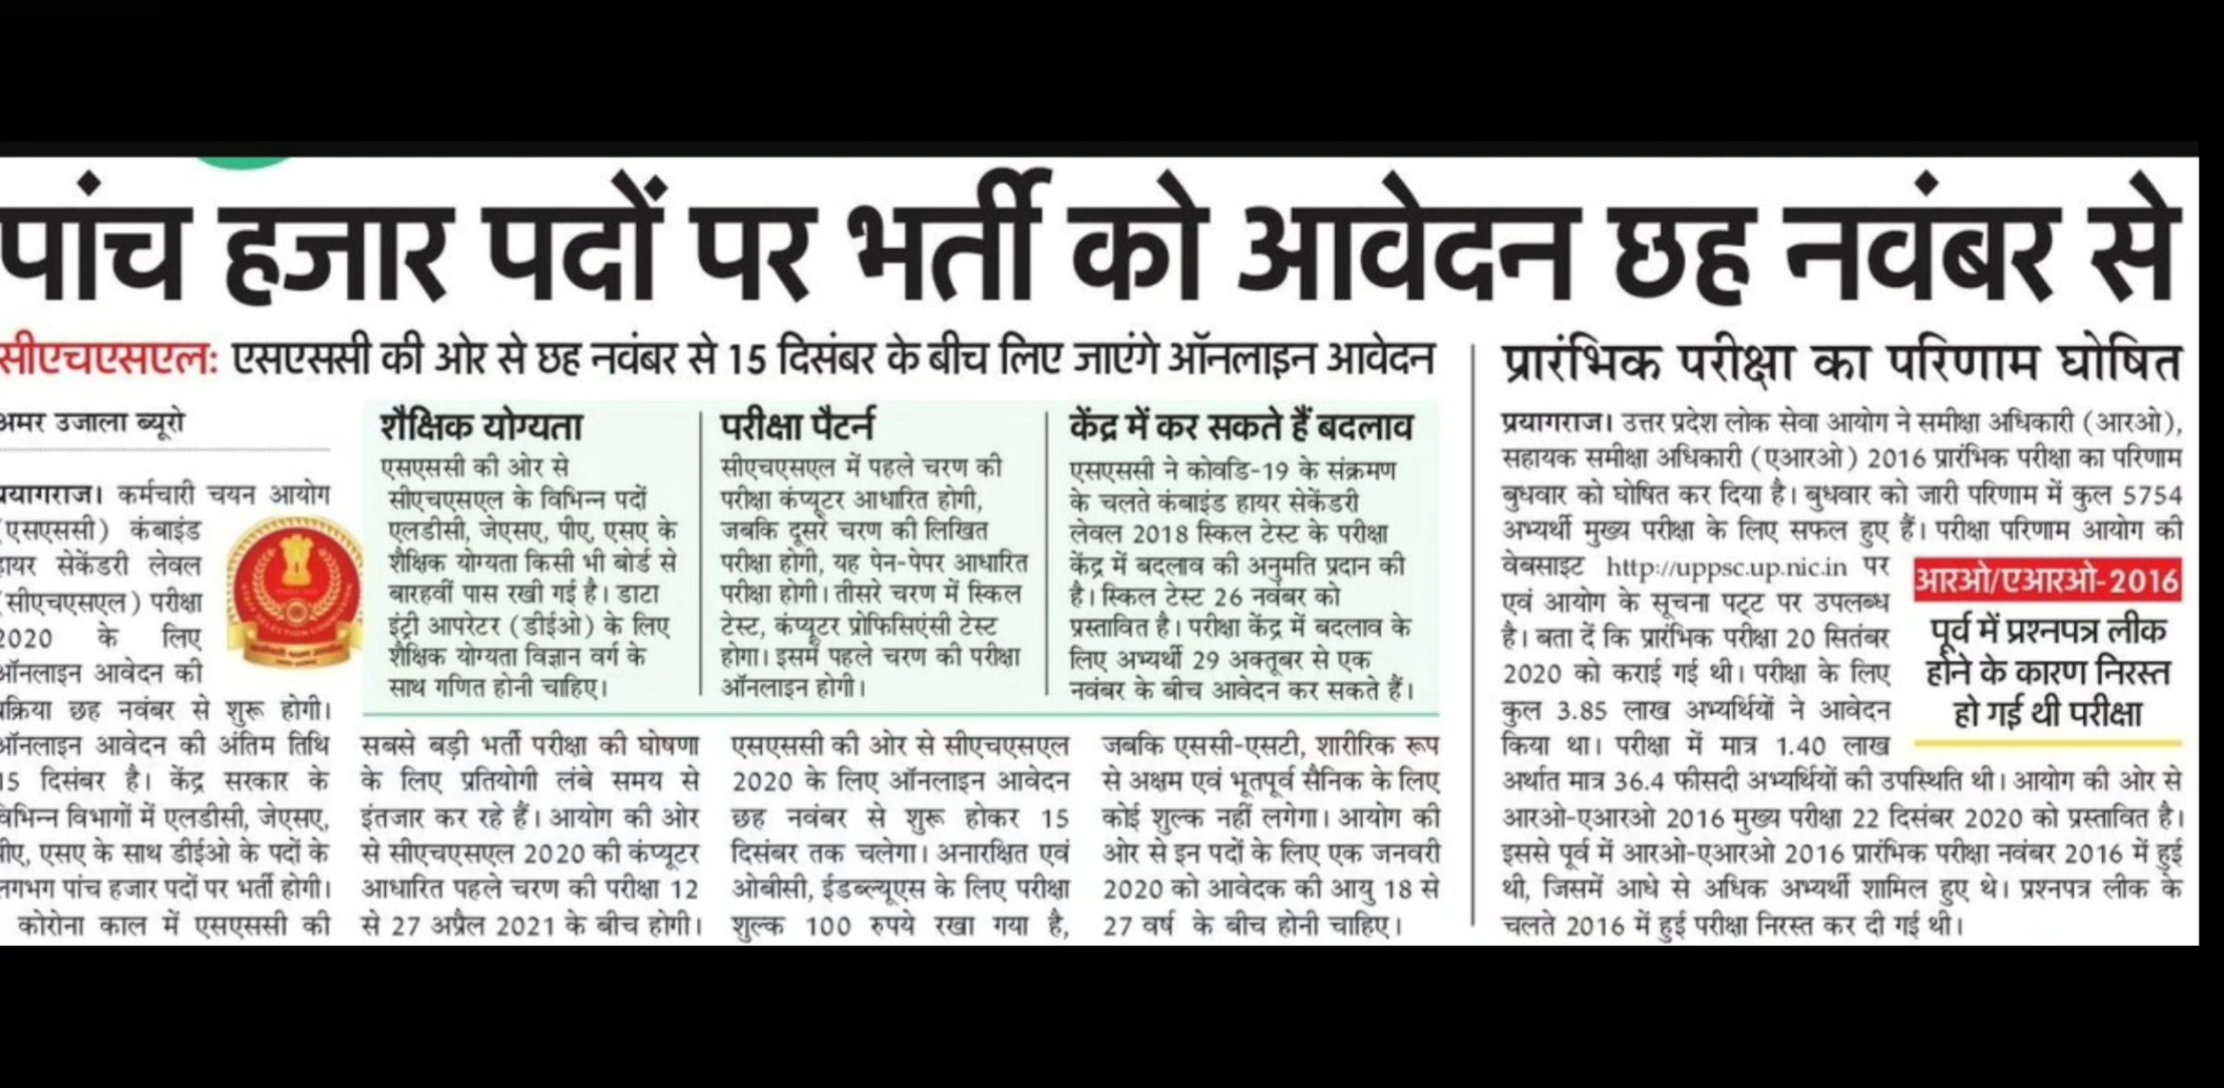 पांच हजार पदों पर भर्ती को आवेदन छह नवंबर से
सीएचएसएल: एसएससी की ओर से छह नवंबर से 15 दिसंबर के बीच लिए जाएंगे ऑनलाइन आवेदन
अमर उजाला ब्यूरो
प्रयागराज। कर्मचारी चयन आयोग
(एसएससी) कंबाइंड
हायर सेकेंडरी लेवल
(सीएचएसएल) परीक्षा
2020 के लिए
ऑनलाइन आवेदन की
प्रक्रिया छह नवंबर से शुरू होगी।
ऑनलाइन आवेदन की अंतिम तिथि
15 दिसंबर है। केंद्र सरकार के
विभिन्न विभागों में एलडीसी, जेएसए,
पीए, एसए के साथ डीईओ के पदों के
लगभग पांच हजार पदों पर भर्ती होगी।
कोरोना काल में एसएससी की
शैक्षिक योग्यता
एसएससी की ओर से
सीएचएसएल के विभिन्न पदों
एलडीसी, जेएसए, पीए, एसए के
शैक्षिक योग्यता किसी भी बोर्ड से
बारहवीं पास रखी गई है। डाटा
इंट्री आपरेटर (डीईओ) के लिए
शैक्षिक योग्यता विज्ञान वर्ग के
साथ गणित होनी चाहिए।
परीक्षा पैटर्न
सीएचएसएल में पहले चरण की
परीक्षा कंप्यूटर आधारित होगी,
जबकि दूसरे चरण की लिखित
परीक्षा होगी, यह पेन-पेपर आधारित
परीक्षा होगी। तीसरे चरण में स्किल
टेस्ट, कंप्यूटर प्रोफिसिएंसी टेस्ट
होगा। इसमें पहले चरण की परीक्षा
ऑनलाइन होगी।
केंद्र में कर सकते हैं बदलाव
एसएससी ने कोवडि-19 के संक्रमण
के चलते कंबाइंड हायर सेकेंडरी
लेवल 2018 स्किल टेस्ट के परीक्षा
केंद्र में बदलाव की अनुमति प्रदान की
है। स्किल टेस्ट 26 नवंबर को
प्रस्तावित है। परीक्षा केंद्र में बदलाव के
लिए अभ्यर्थी 29 अक्तूबर से एक
नवंबर के बीच आवेदन कर सकते हैं।
सबसे बड़ी भर्ती परीक्षा की घोषणा
के लिए प्रतियोगी लंबे समय से
इंतजार कर रहे हैं। आयोग की ओर
से सीएचएसएल 2020 की कंप्यूटर
आधारित पहले चरण की परीक्षा 12
से 27 अप्रैल 2021 के बीच होगी।
एसएससी की ओर से सीएचएसएल
2020 के लिए ऑनलाइन आवेदन
छह नवंबर से शुरू होकर 15
दिसंबर तक चलेगा। अनारक्षित एवं
ओबीसी, ईडब्ल्यूएस के लिए परीक्षा
शुल्क 100 रुपये रखा गया है,
जबकि एससी-एसटी, शारीरिक रूप
से अक्षम एवं भूतपूर्व सैनिक के लिए
कोई शुल्क नहीं लगेगा। आयोग की
ओर से इन पदों के लिए एक जनवरी
2020 को आवेदक की आयु 18 से
27 वर्ष के बीच होनी चाहिए।
प्रारंभिक परीक्षा का परिणाम घोषित
प्रयागराज। उत्तर प्रदेश लोक सेवा आयोग ने समीक्षा अधिकारी (आरओ),
सहायक समीक्षा अधिकारी (एआरओ) 2016 प्रारंभिक परीक्षा का परिणाम
बुधवार को घोषित कर दिया है। बुधवार को जारी परिणाम में कुल 5754
अभ्यर्थी मुख्य परीक्षा के लिए सफल हुए हैं। परीक्षा परिणाम आयोग की
वेबसाइट http://uppsc.up.nic.in पर
एवं आयोग के सूचना पट्ट पर उपलब्ध
है। बता दें कि प्रारंभिक परीक्षा 20 सितंबर
2020 को कराई गई थी। परीक्षा के लिए
कुल 3.85 लाख अभ्यर्थियों ने आवेदन
किया था। परीक्षा में मात्र 1.40 लाख
अर्थात मात्र 36.4 फीसदी अभ्यर्थियों की उपस्थिति थी। आयोग की ओर से
आरओ-एआरओ 2016 मुख्य परीक्षा 22 दिसंबर 2020 को प्रस्तावित है।
इससे पूर्व में आरओ-एआरओ 2016 प्रारंभिक परीक्षा नवंबर 2016 में हुई
थी, जिसमें आधे से अधिक अभ्यर्थी शामिल हुए थे। प्रश्नपत्र लीक के
चलते 2016 में हुई परीक्षा निरस्त कर दी गई थी।
आरओ/एआरओ-2016
पूर्व में प्रश्नपत्र लीक
होने के कारण निरस्त
हो गई थी परीक्षा